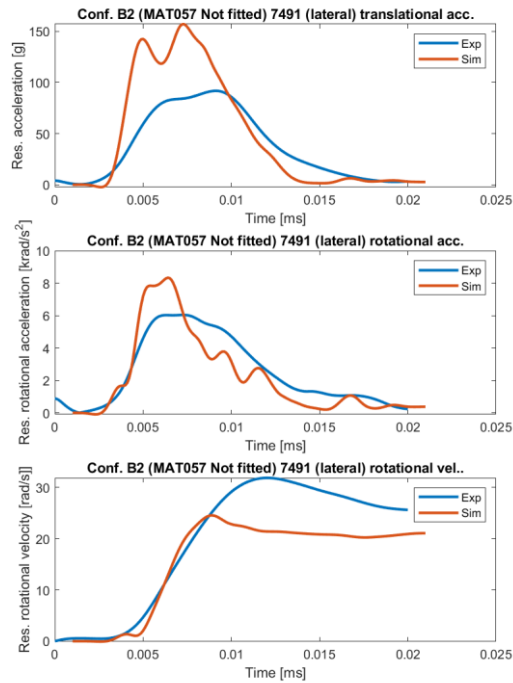 Conf. B2 (MAT057 Not fitted) 7491 (lateral) translational acc.
Res. acceleration [g]
150
100
50
0
Exp
Sim
0 0.005 0.01 0.015 0.02 0.025
Time [ms]
Conf. B2 (MAT057 Not fitted) 7491 (lateral) rotational acc.
Res. rotational acceleration [krad/s²]
10
8
6
4
2
0
Exp
Sim
0 0.005 0.01 0.015 0.02 0.025
Time [ms]
Conf. B2 (MAT057 Not fitted) 7491 (lateral) rotational vel..
Res. rotational velocity [rad/s]]
30
20
10
0
Exp
Sim
0 0.005 0.01 0.015 0.02 0.025
Time [ms]